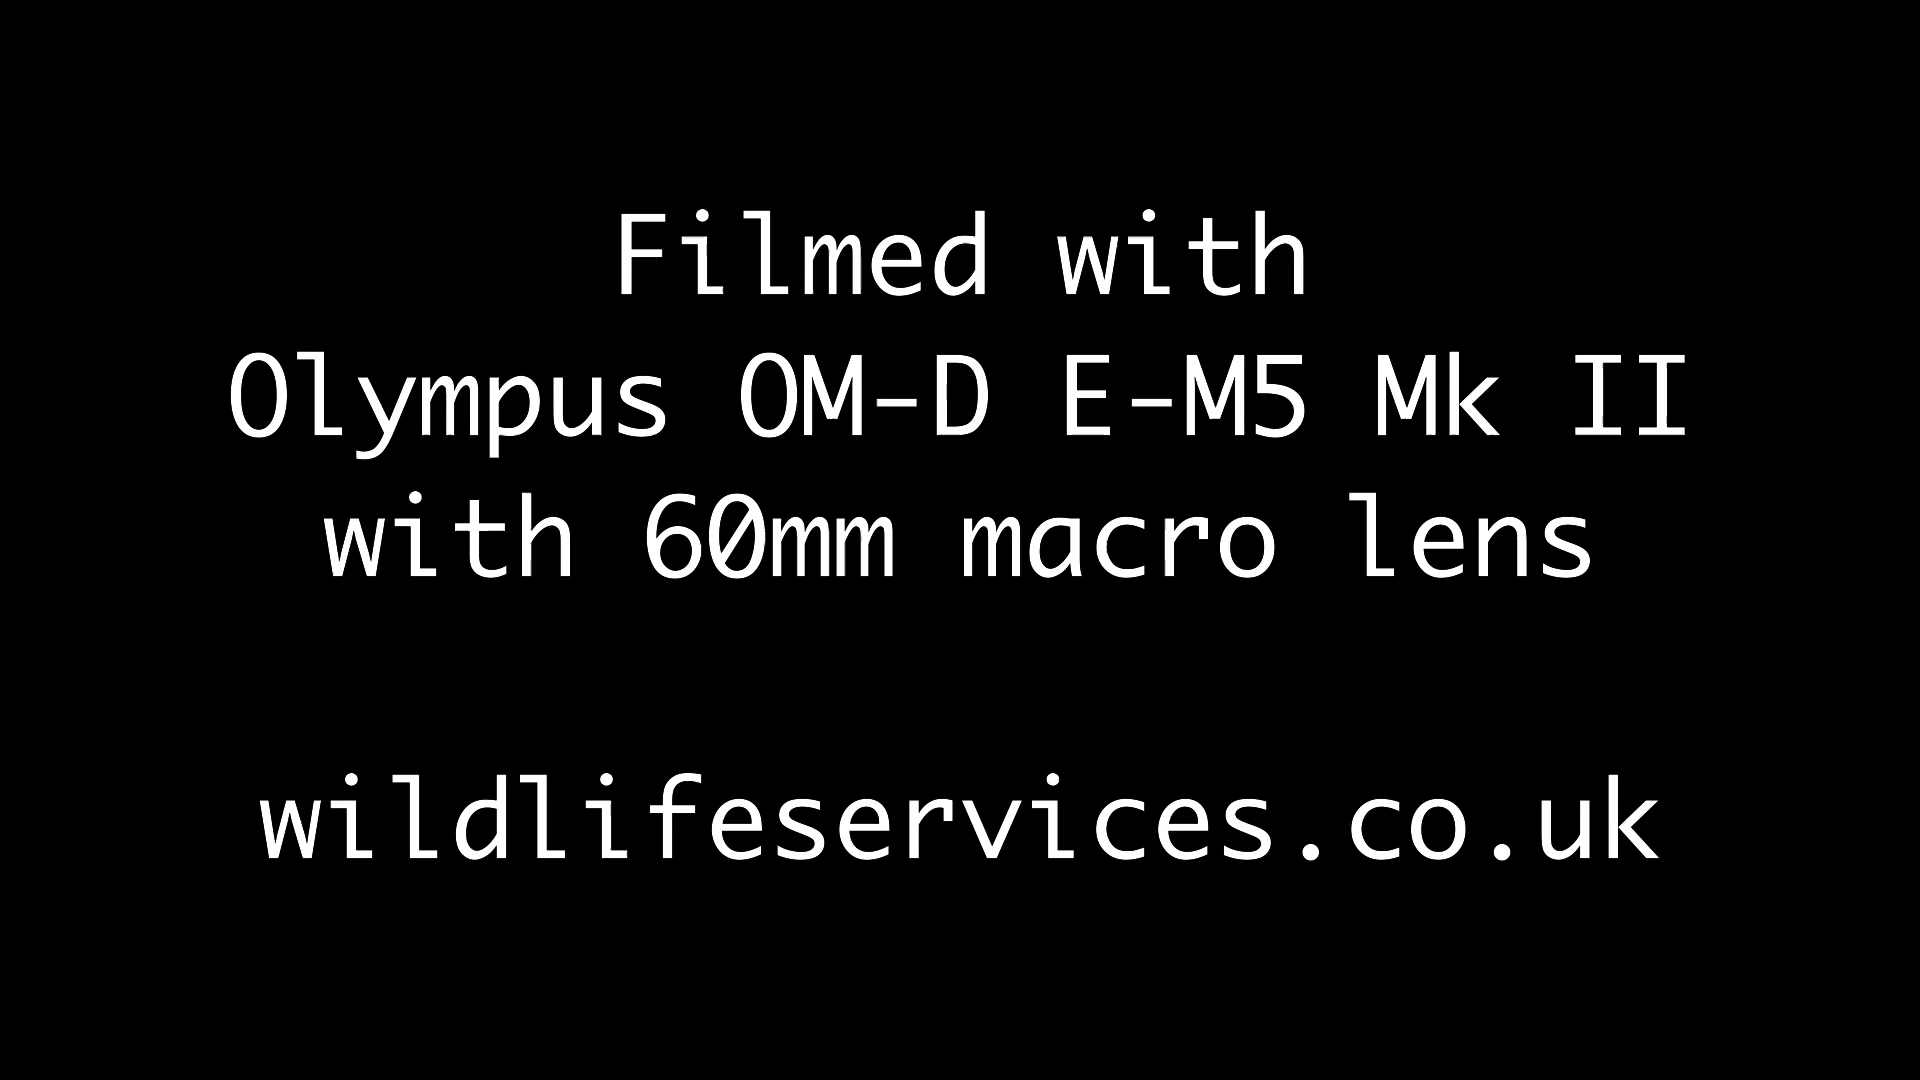 Filmed with
Olympus OM-D E-M5 Mk II
with 60mm macro lens
wildlifeservices.co.uk